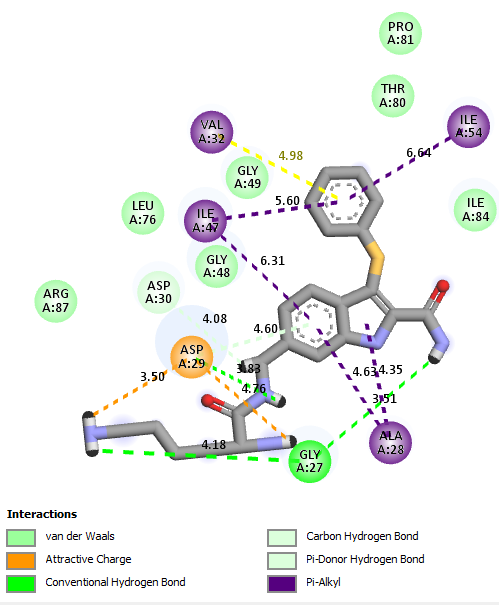 PRO
A:81
THR
A:80
ILE
A:54
VAL
A:32
4.98
6.64
GLY
A:49
5.60
LEU
A:76
ILE
A:47
ILE
A:84
GLY
A:48
6.31
ASP
A:30
ARG
A:87
4.08
4.60
ASP
A:29
3.83
4.63
4.35
3.50
4.76
3.51
4.18
GLY
A:27
ALA
A:28
Interactions
van der Waals
Attractive Charge
Conventional Hydrogen Bond
Carbon Hydrogen Bond
Pi-Donor Hydrogen Bond
Pi-Alkyl